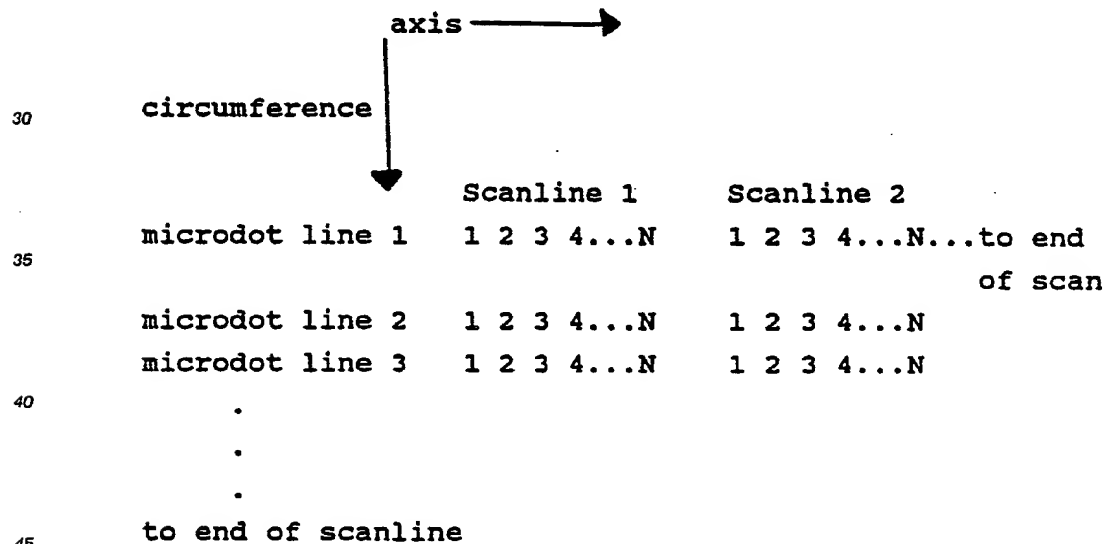 axis
30 circumference
Scanline 1 Scanline 2
microdot line 1 1 2 3 4...N 1 2 3 4...N...to end
35
of scan
microdot line 2 1 2 3 4...N 1 2 3 4...N
microdot line 3 1 2 3 4...N 1 2 3 4...N
40
.
.
.
to end of scanline
45